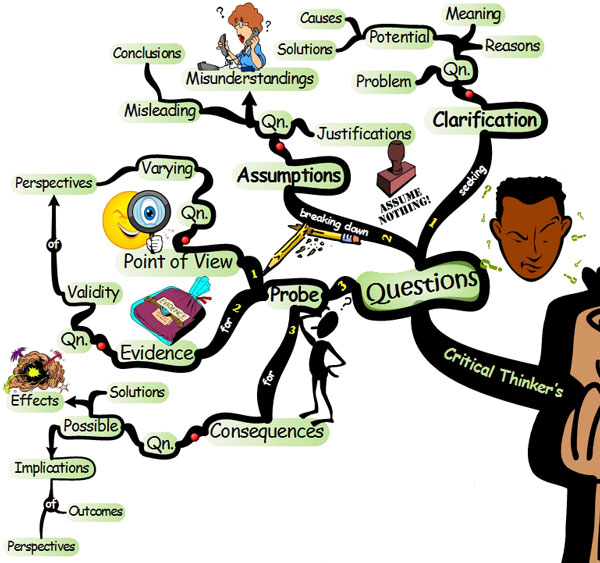 Critical Thinker's
Questions
1
seeking
Clarification
Qn.
Problem
Potential
Causes
Solutions
Meaning
Reasons
2
breaking down
Assumptions
Qn.
Justifications
Misunderstandings
Misleading
Conclusions
ASSUME
NOTHING!
3
Probe
1
Point of View
Qn.
Varying
Perspectives
2
for
Evidence
EVIDENCE
Qn.
Validity
of
3
for
Consequences
Qn.
Possible
Solutions
Effects
Implications
of
Outcomes
Perspectives